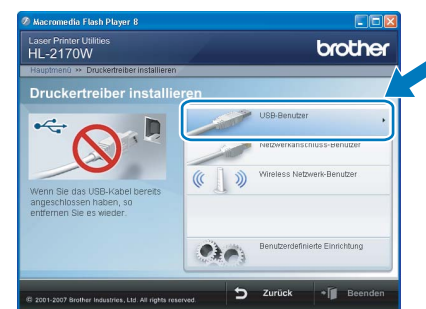 Macromedia Flash Player 8
Laser Printer Utilities
HL-2170W
brother
Hauptmenü ›› Druckertreiber installieren
Druckertreiber installieren
USB-Benutzer
Netzwerkanschluss-Benutzer
Wireless Netzwerk-Benutzer
Wenn Sie das USB-Kabel bereits
angeschlossen haben, so
entfernen Sie es wieder.
Benutzerdefinierte Einrichtung
© 2001-2007 Brother Industries, Ltd. All rights reserved.
Zurück
Beenden